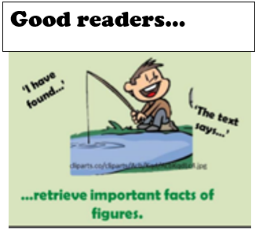 Good readers...
'I have
found...'
'The text
says...'
...retrieve important facts of
figures.